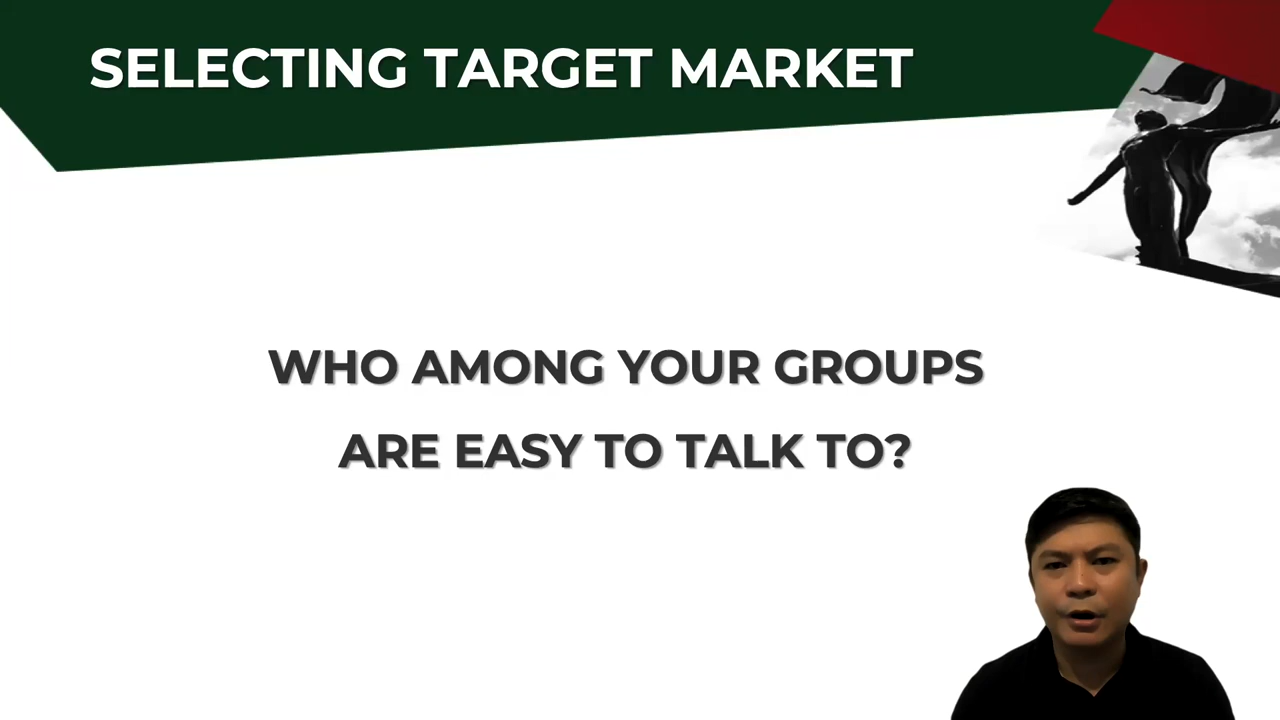 SELECTING TARGET MARKET
WHO AMONG YOUR GROUPS
ARE EASY TO TALK TO?